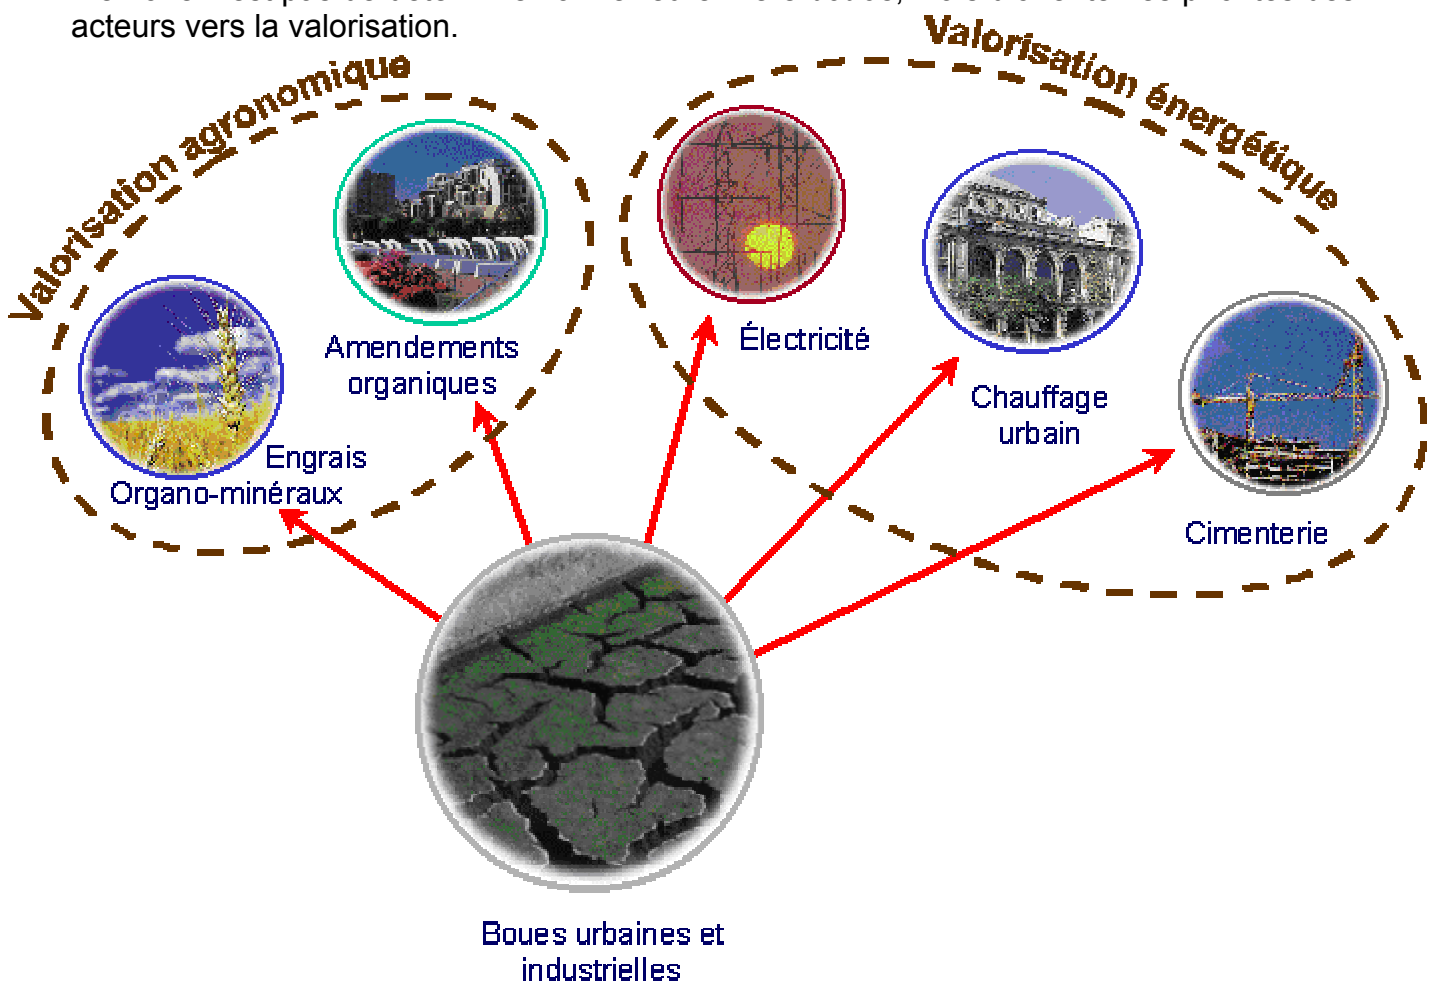 acteurs vers la valorisation.
Valorisation agronomique
Valorisation énergétique
Électricité
Amendements
organiques
Chauffage
urbain
Engrais
Organo-minéraux
Cimenterie
Boues urbaines et
industrielles